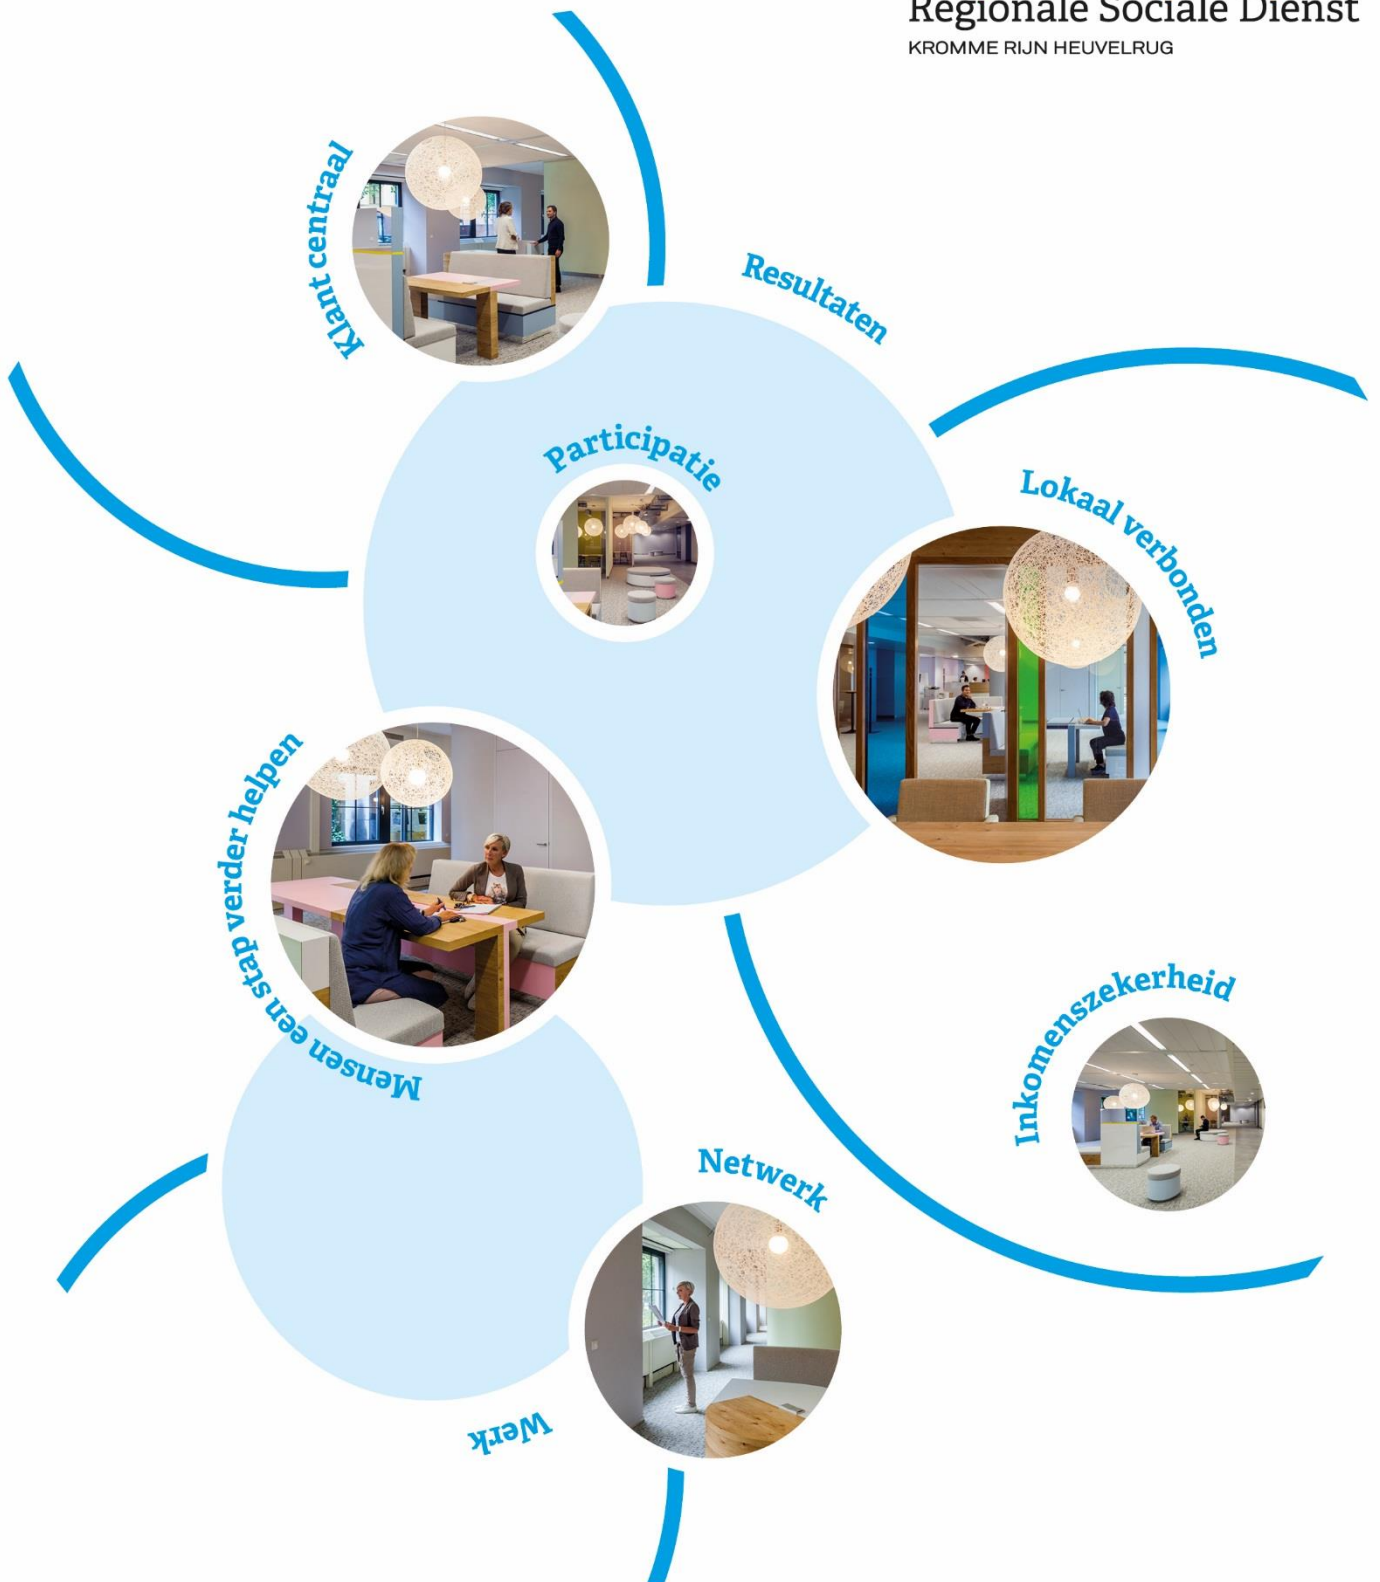 Regionale Sociale Dienst
KROMME RIJN HEUVELRUG
Klant centraal
Resultaten
Participatie
Lokaal verbonden
Mensen een stap verder helpen
Inkomenszekerheid
Netwerk
Werk